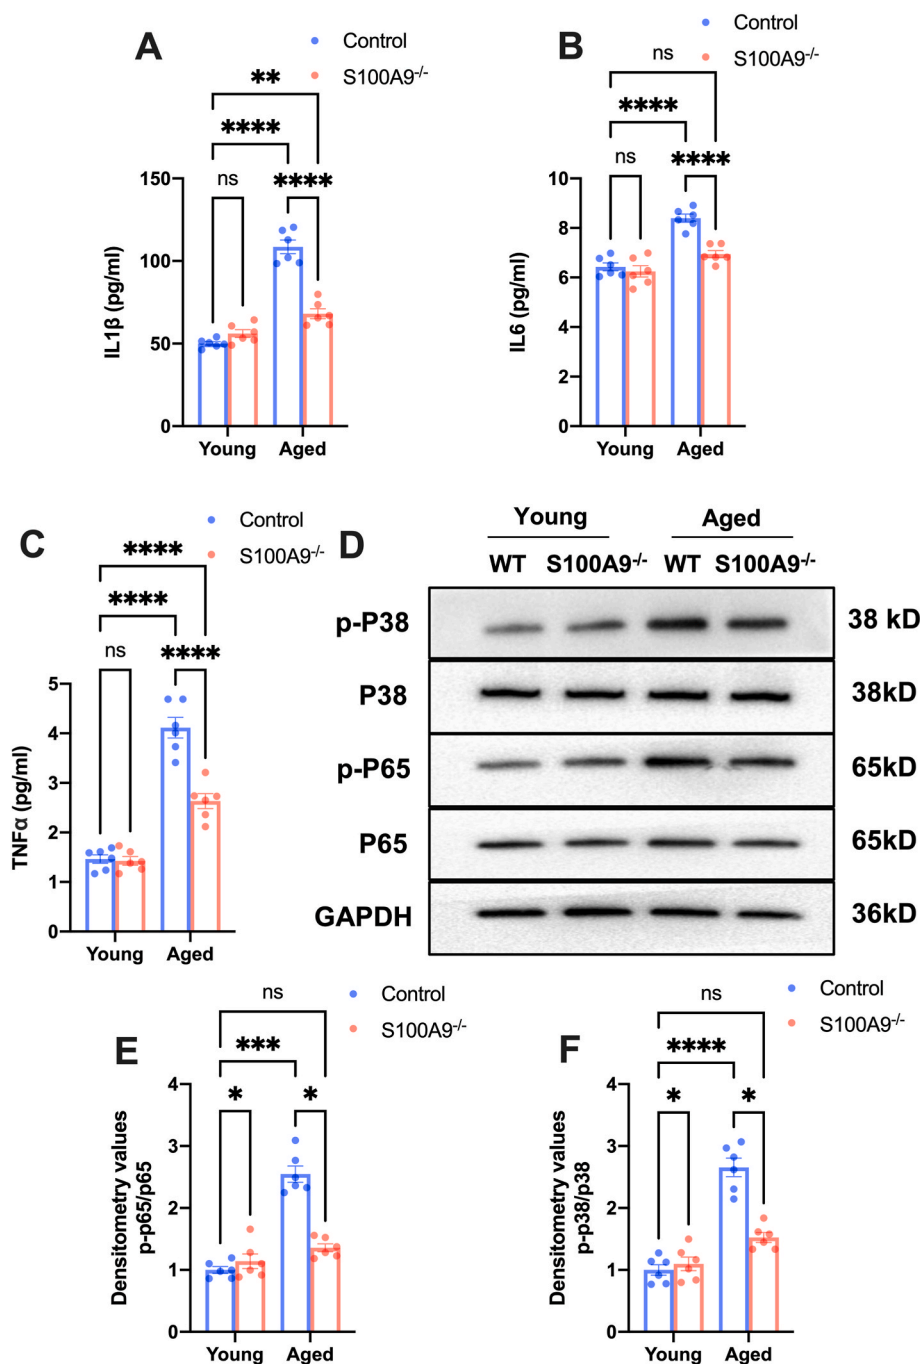 A
Control
S100A9-/-
**
****
ns
****
150
100
50
0
IL1β (pg/ml)
Young
Aged
B
Control
S100A9-/-
ns
****
ns
****
10
8
6
4
2
0
IL6 (pg/ml)
Young
Aged
C
Control
S100A9-/-
****
****
ns
****
5
4
3
2
1
0
TNFα (pg/ml)
Young
Aged
D
Young Aged
WT S100A9-/- WT S100A9-/-
p-P38 38 kD
P38 38kD
p-P65 65kD
P65 65kD
GAPDH 36kD
E
Control
S100A9-/-
ns
***
*
*
4
3
2
1
0
Densitometry values
p-p65/p65
Young
Aged
F
Control
S100A9-/-
ns
****
*
*
4
3
2
1
0
Densitometry values
p-p38/p38
Young
Aged